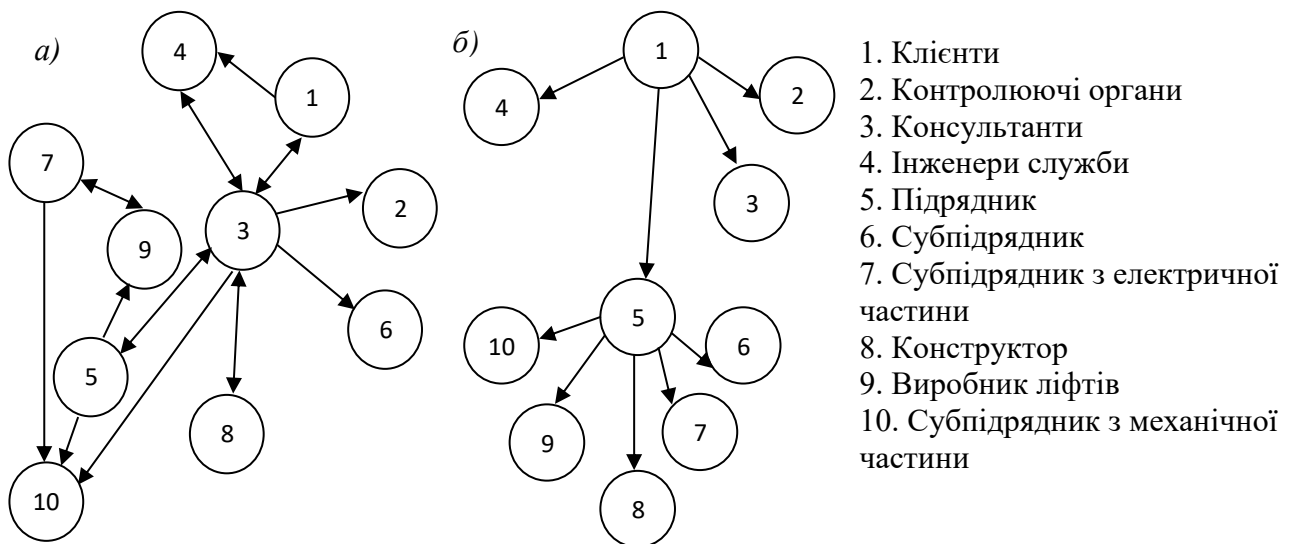 а)
4
1
7
3
2
9
6
5
8
10
б)
1
4
2
3
5
10
6
9
7
8
1. Клієнти
2. Контролюючі органи
3. Консультанти
4. Інженери служби
5. Підрядник
6. Субпідрядник
7. Субпідрядник з електричної
частини
8. Конструктор
9. Виробник ліфтів
10. Субпідрядник з механічної
частини